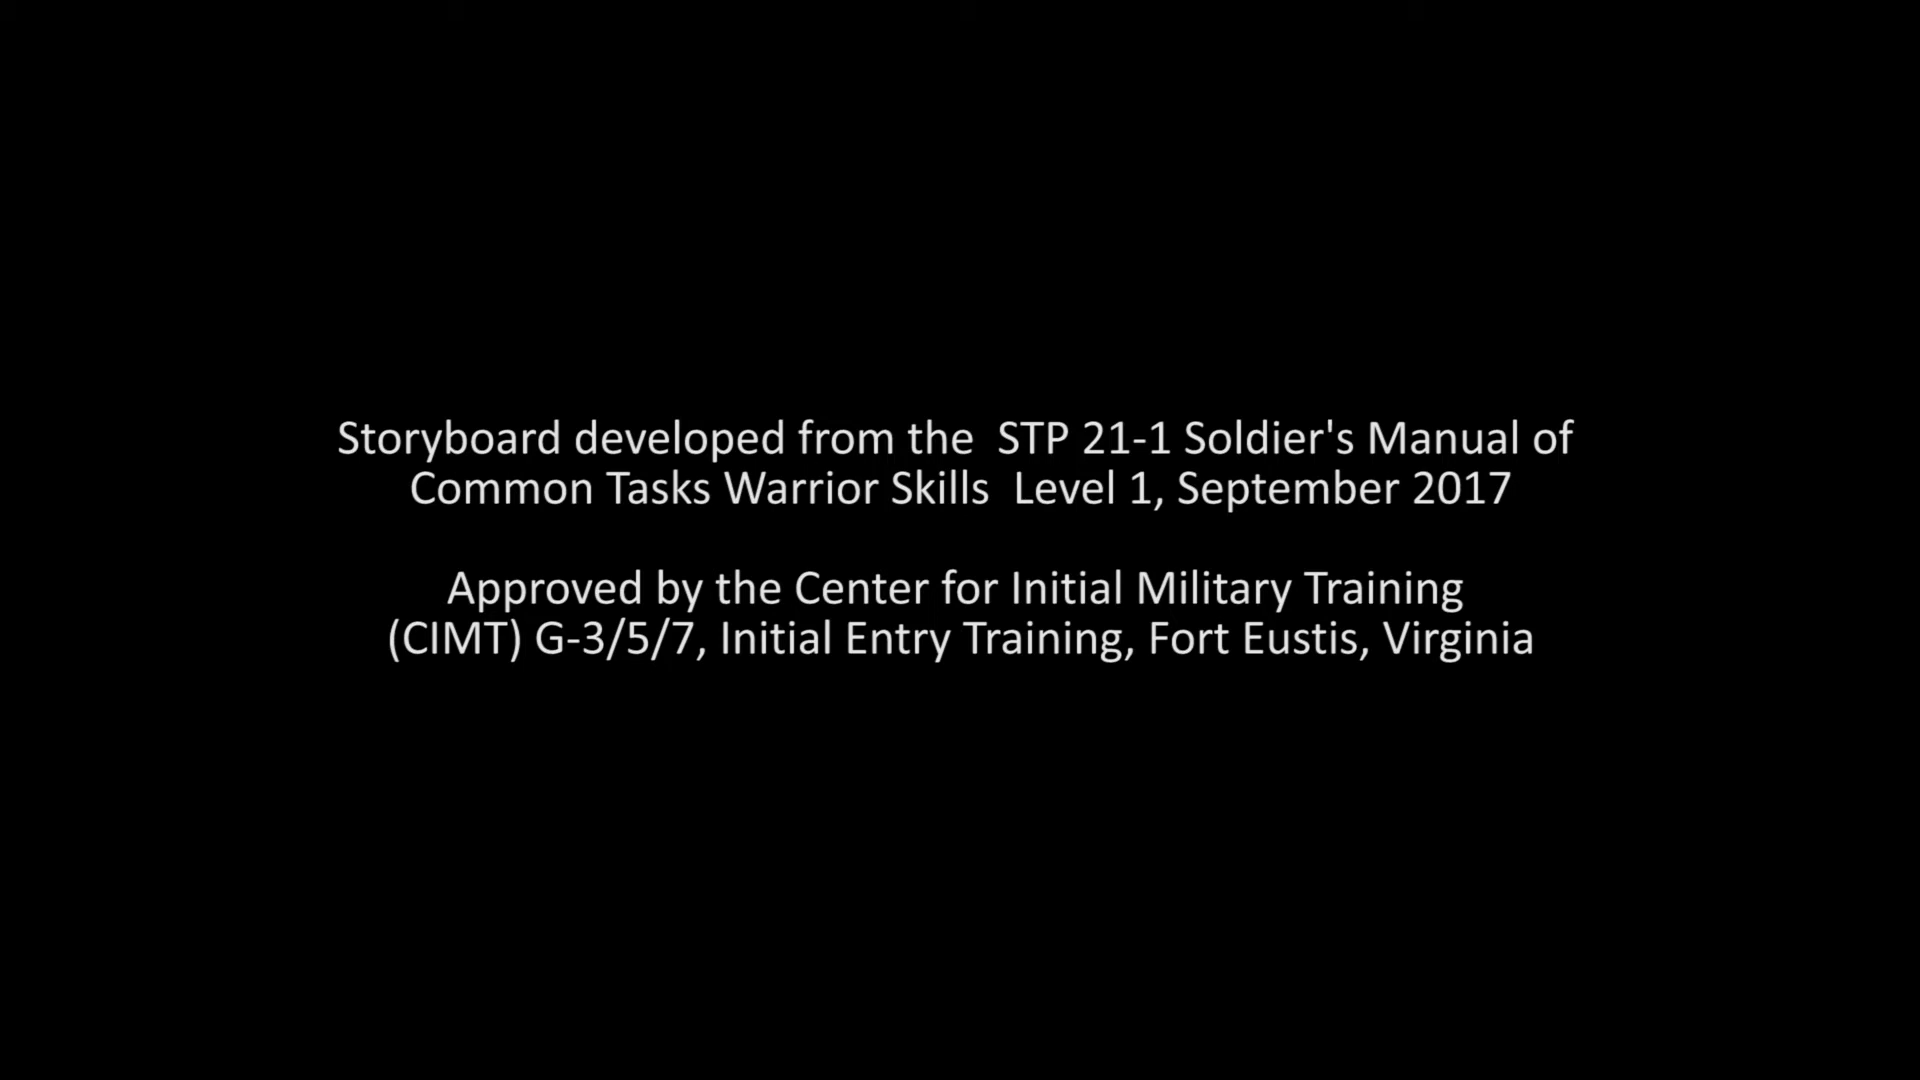 Storyboard developed from the  STP 21-1 Soldier's Manual of
Common Tasks Warrior Skills  Level 1, September 2017
Approved by the Center for Initial Military Training
(CIMT) G-3/5/7, Initial Entry Training, Fort Eustis, Virginia